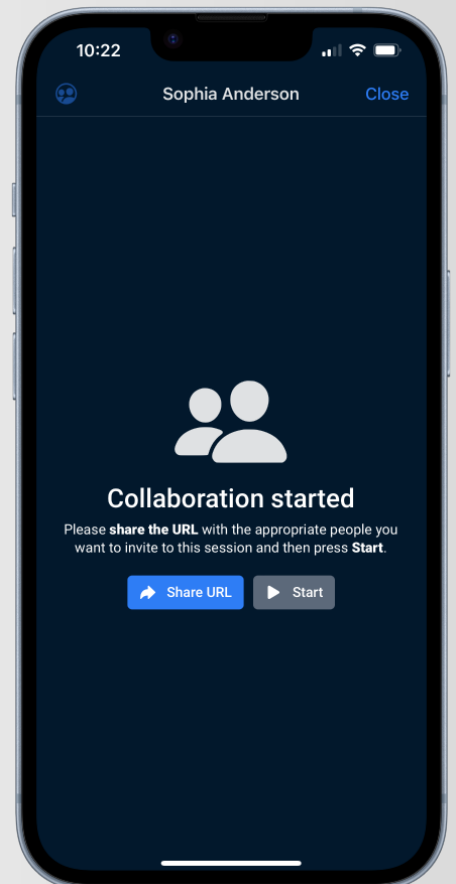 10:22
Sophia Anderson
Close
Collaboration started
Please share the URL with the appropriate people you
want to invite to this session and then press Start.
Share URL
Start